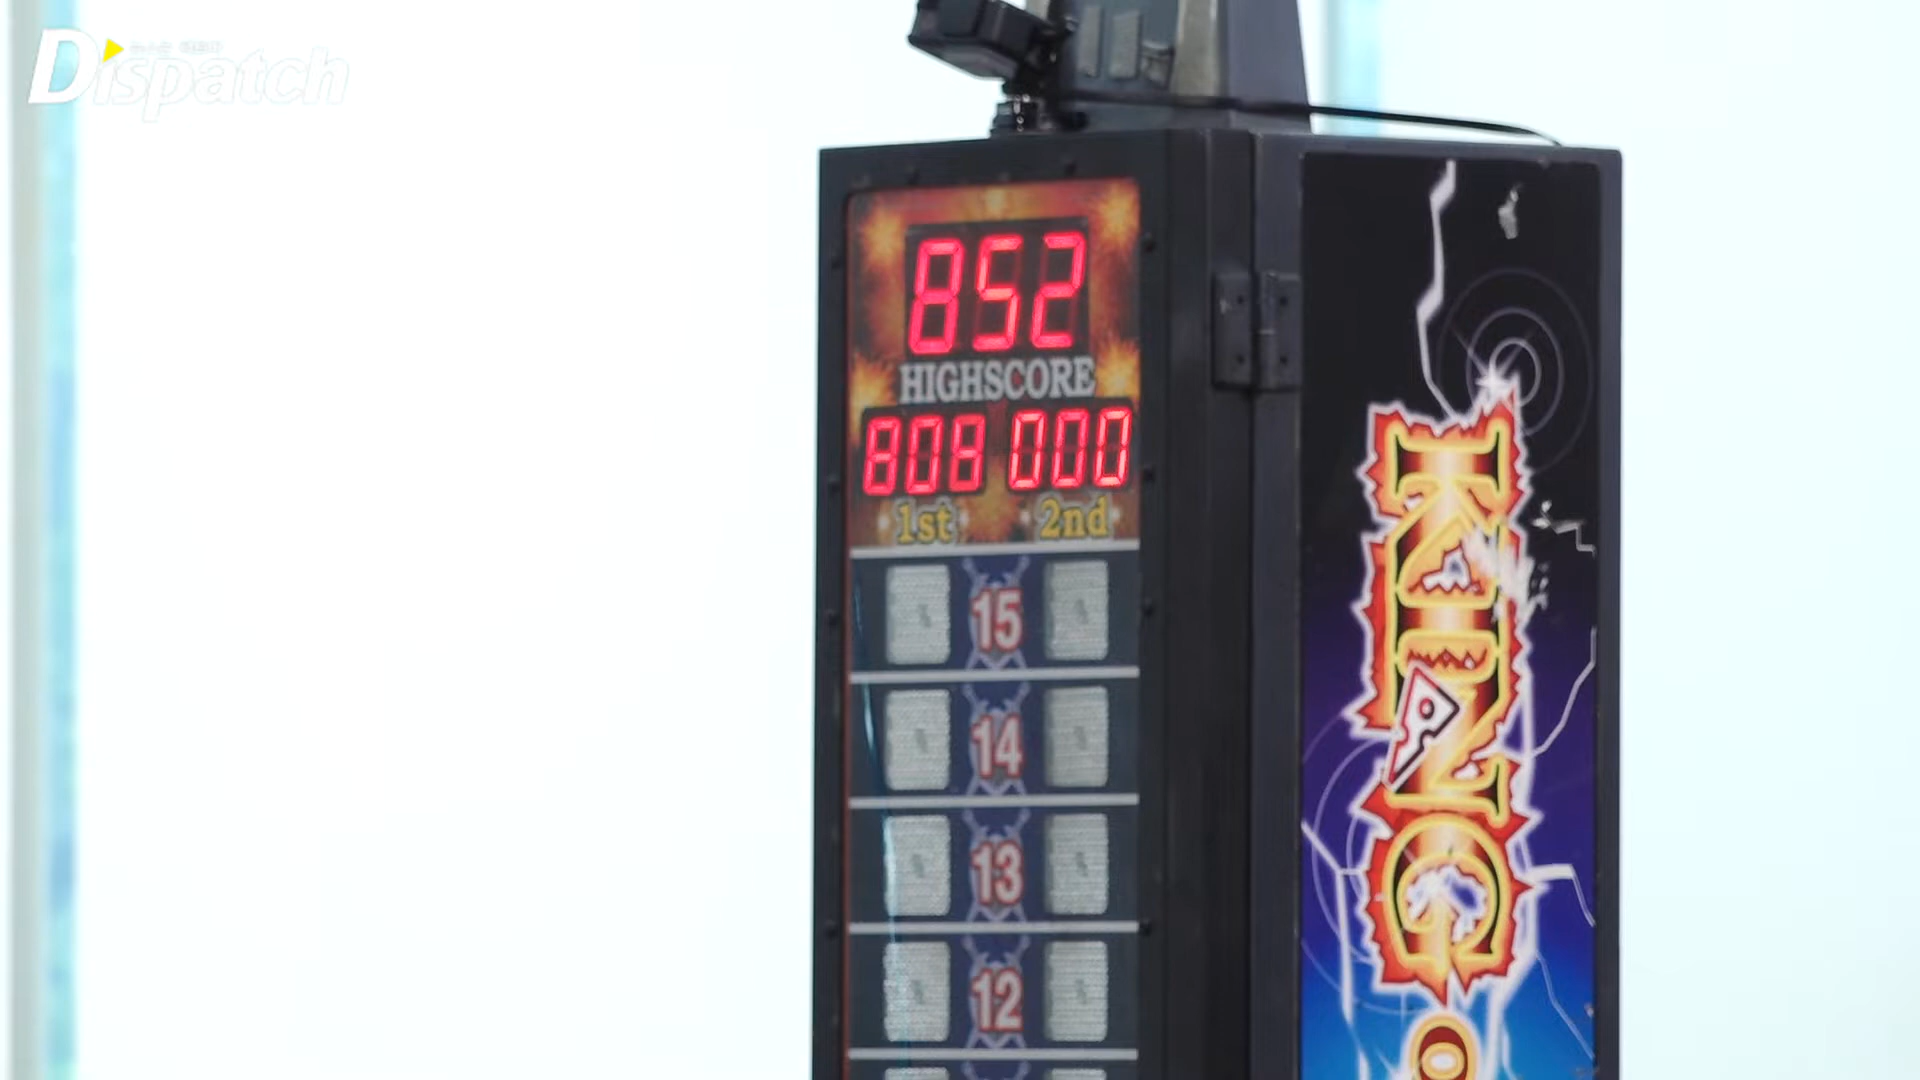 Dispatch
852
HIGHSCORE
808 000
1st 2nd
15
14
13
12
KING O